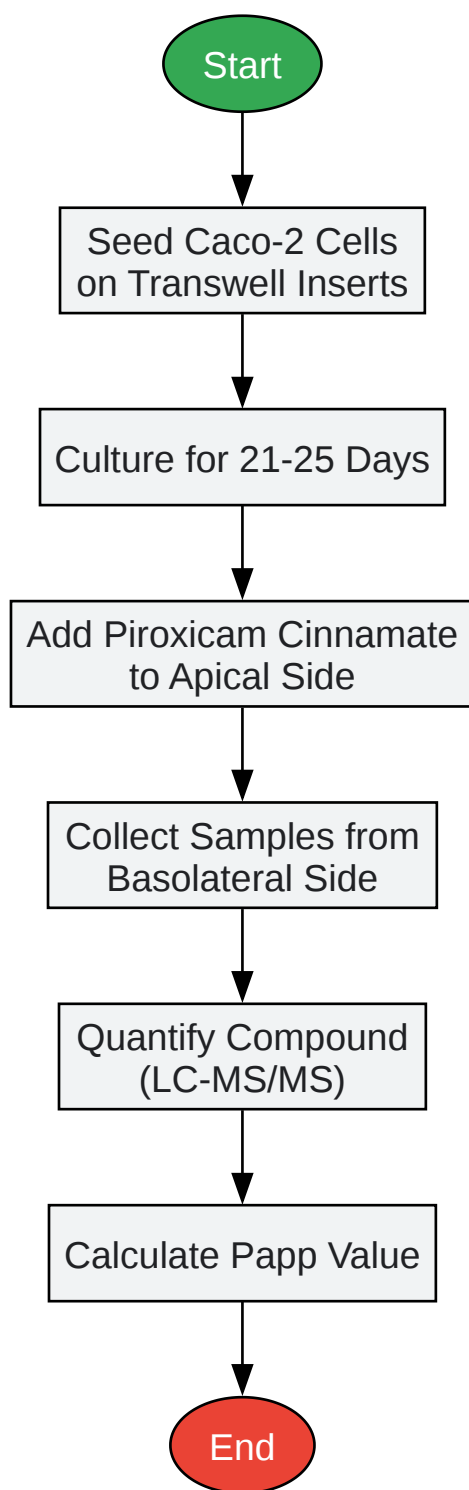 Start
Seed Caco-2 Cells
on Transwell Inserts
Culture for 21-25 Days
Add Piroxicam Cinnamate
to Apical Side
Collect Samples from
Basolateral Side
Quantify Compound
(LC-MS/MS)
Calculate Papp Value
End